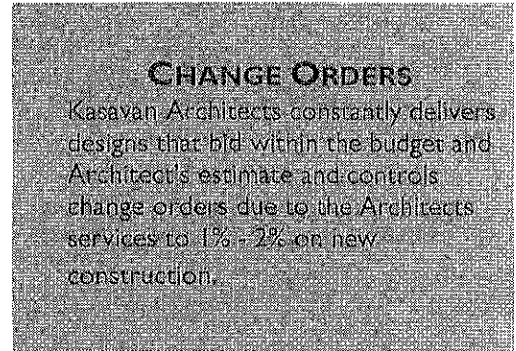 CHANGE ORDERS
Kasavan Architects constantly delivers
designs that bid within the budget and
Architect's estimate and controls
change orders due to the Architects
services to 1% - 2% on new
construction.